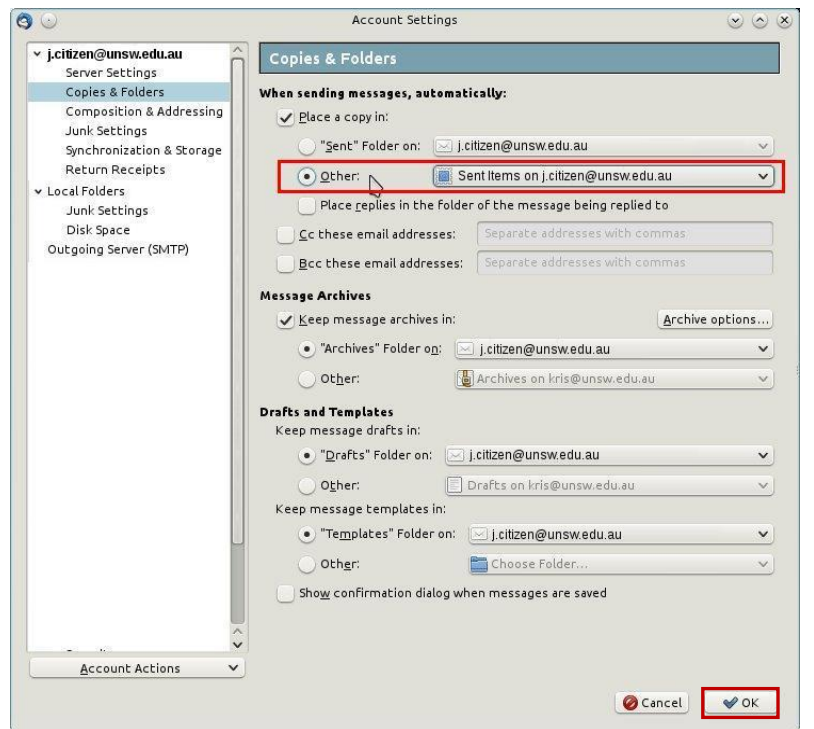 Account Settings
j.citizen@unsw.edu.au
Server Settings
Copies & Folders
Composition & Addressing
Junk Settings
Synchronization & Storage
Return Receipts
Local Folders
Junk Settings
Disk Space
Outgoing Server (SMTP)
Account Actions
Copies & Folders
When sending messages, automatically:
Place a copy in:
"Sent" Folder on: j.citizen@unsw.edu.au
Other: Sent Items on j.citizen@unsw.edu.au
Place replies in the folder of the message being replied to
Cc these email addresses: Separate addresses with commas
Bcc these email addresses: Separate addresses with commas
Message Archives
Keep message archives in: Archive options...
"Archives" Folder on: j.citizen@unsw.edu.au
Other: Archives on kris@unsw.edu.au
Drafts and Templates
Keep message drafts in:
"Drafts" Folder on: j.citizen@unsw.edu.au
Other: Drafts on kris@unsw.edu.au
Keep message templates in:
"Templates" Folder on: j.citizen@unsw.edu.au
Other: Choose Folder...
Show confirmation dialog when messages are saved
Cancel OK